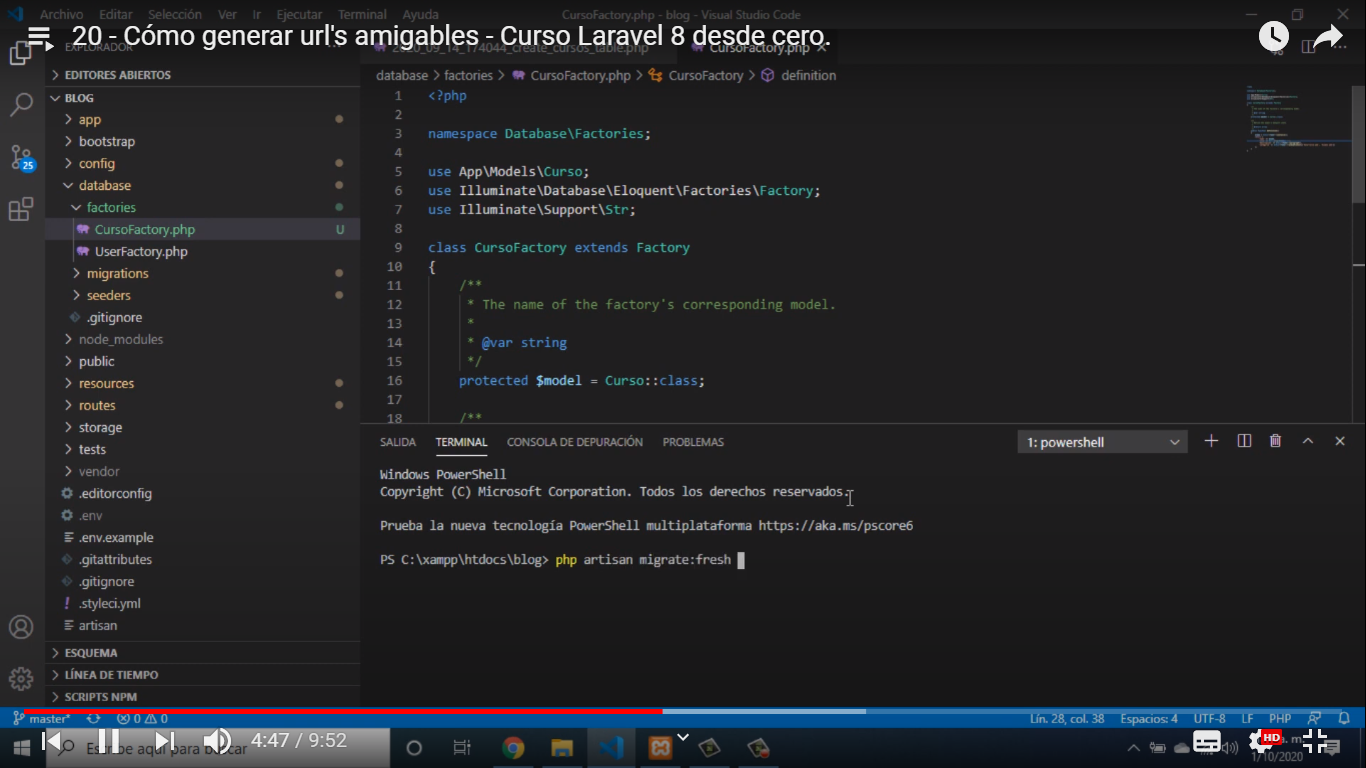 Archivo Editar Selección Ver Ir Ejecutar Terminal Ayuda
CursoFactory.php - blog - Visual Studio Code
20 - Cómo generar url's amigables - Curso Laravel 8 desde cero.
EXPLORADOR
2020_09_14_174044_create_cursos_table.php
CursoFactory.php
EDITORES ABIERTOS
BLOG
app
bootstrap
config
database
factories
CursoFactory.php U
UserFactory.php
migrations
seeders
.gitignore
node_modules
public
resources
routes
storage
tests
vendor
.editorconfig
.env
.env.example
.gitattributes
.gitignore
.styleci.yml
artisan
ESQUEMA
LÍNEA DE TIEMPO
SCRIPTS NPM
25
database > factories > CursoFactory.php > CursoFactory > definition
1 <?php
2
3 namespace Database\Factories;
4
5 use App\Models\Curso;
6 use Illuminate\Database\Eloquent\Factories\Factory;
7 use Illuminate\Support\Str;
8
9 class CursoFactory extends Factory
10 {
11 /**
12 * The name of the factory's corresponding model.
13 *
14 * @var string
15 */
16 protected $model = Curso::class;
17
18 /**
SALIDA TERMINAL CONSOLA DE DEPURACIÓN PROBLEMAS
1: powershell
Windows PowerShell
Copyright (C) Microsoft Corporation. Todos los derechos reservados.
Prueba la nueva tecnología PowerShell multiplataforma https://aka.ms/pscore6
PS C:\xampp\htdocs\blog> php artisan migrate:fresh
master* 0 0
Lín. 28, col. 38 Espacios: 4 UTF-8 LF PHP
Escribe aquí para buscar
4:47 / 9:52
HD
1/10/2020